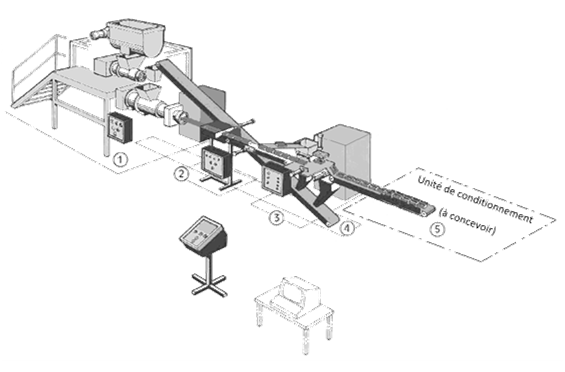 Unité de conditionnement
(à concevoir)
1
2
3
4
5